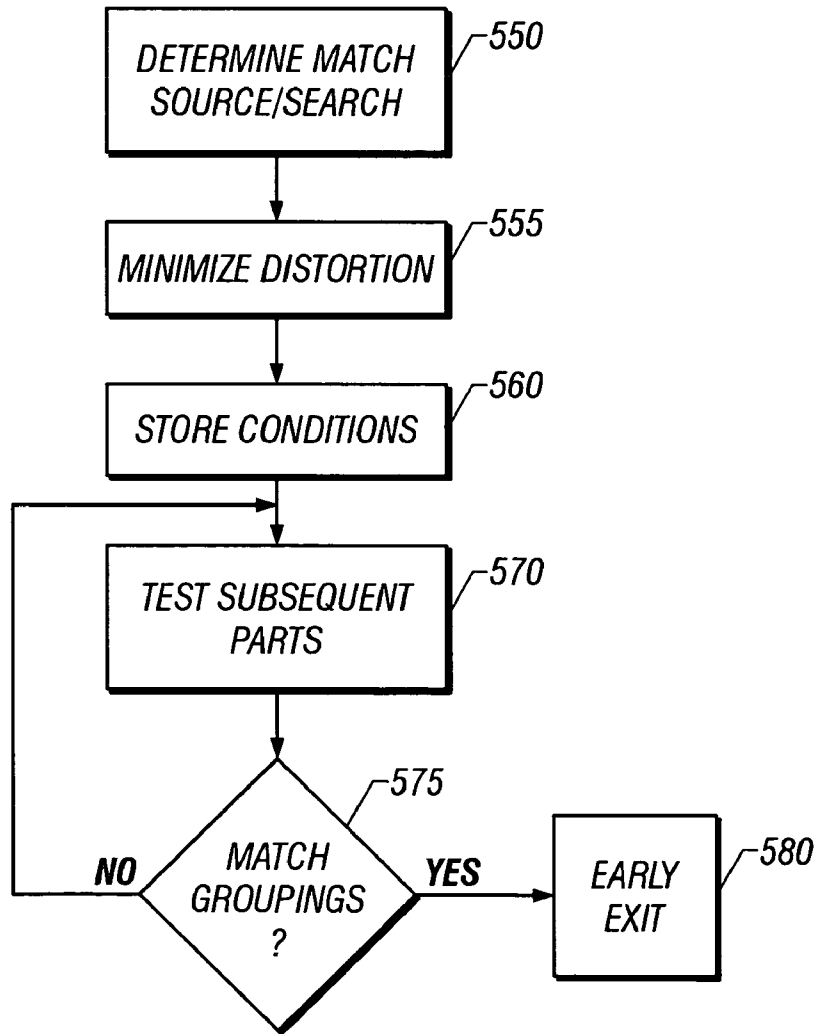 DETERMINE MATCH
SOURCE/SEARCH
550
MINIMIZE DISTORTION
555
STORE CONDITIONS
560
TEST SUBSEQUENT
PARTS
570
MATCH
GROUPINGS
?
575
NO
YES
EARLY
EXIT
580